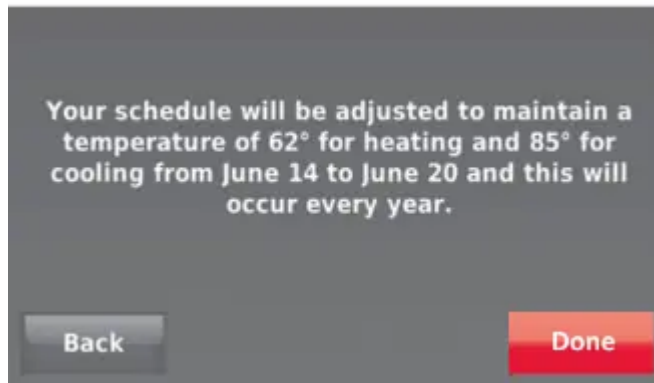 Your schedule will be adjusted to maintain a
temperature of 62° for heating and 85° for
cooling from June 14 to June 20 and this will
occur every year.
Back
Done